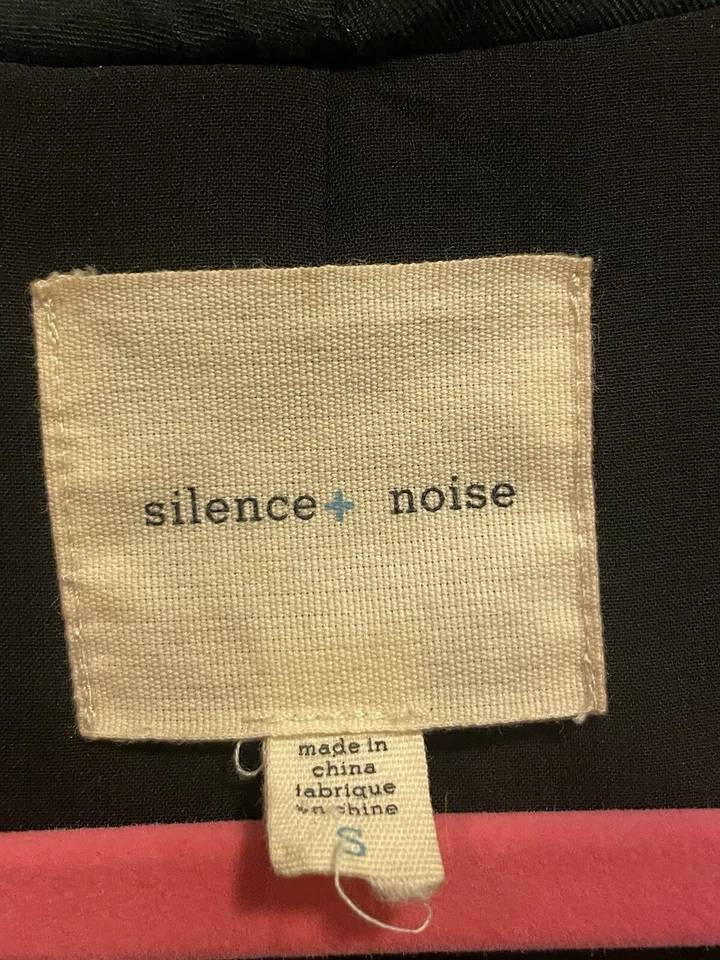 silence+ noise
made in
china
fabrique
en chine
S